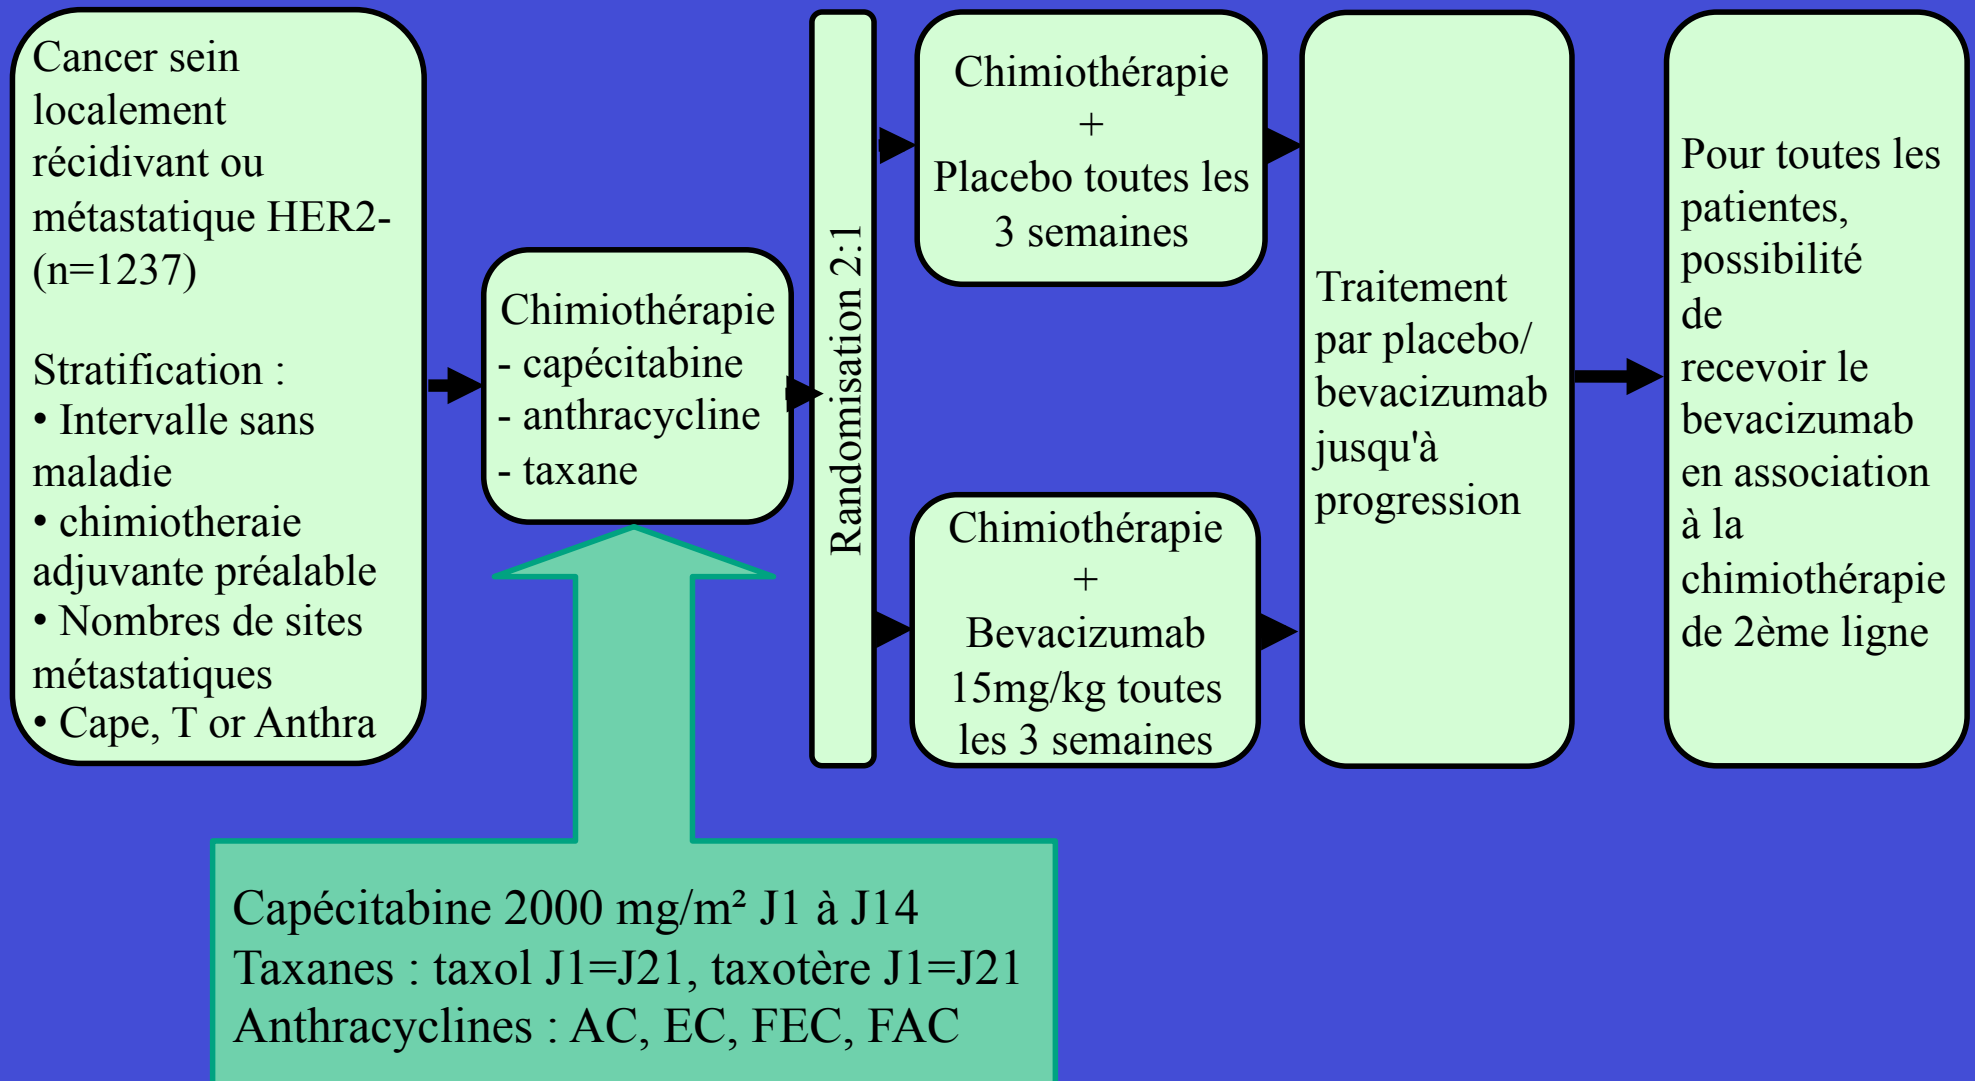 Cancer sein
localement
récidivant ou
métastatique HER2-
(n=1237)
Stratification :
• Intervalle sans
maladie
• chimiotheraie
adjuvante préalable
• Nombres de sites
métastatiques
• Cape, T or Anthra
Chimiothérapie
- capécitabine
- anthracycline
- taxane
Randomisation 2:1
Chimiothérapie
+
Placebo toutes les
3 semaines
Chimiothérapie
+
Bevacizumab
15mg/kg toutes
les 3 semaines
Traitement
par placebo/
bevacizumab
jusqu'à
progression
Pour toutes les
patientes,
possibilité
de
recevoir le
bevacizumab
en association
à la
chimiothérapie
de 2ème ligne
Capécitabine 2000 mg/m² J1 à J14
Taxanes : taxol J1=J21, taxotère J1=J21
Anthracyclines : AC, EC, FEC, FAC